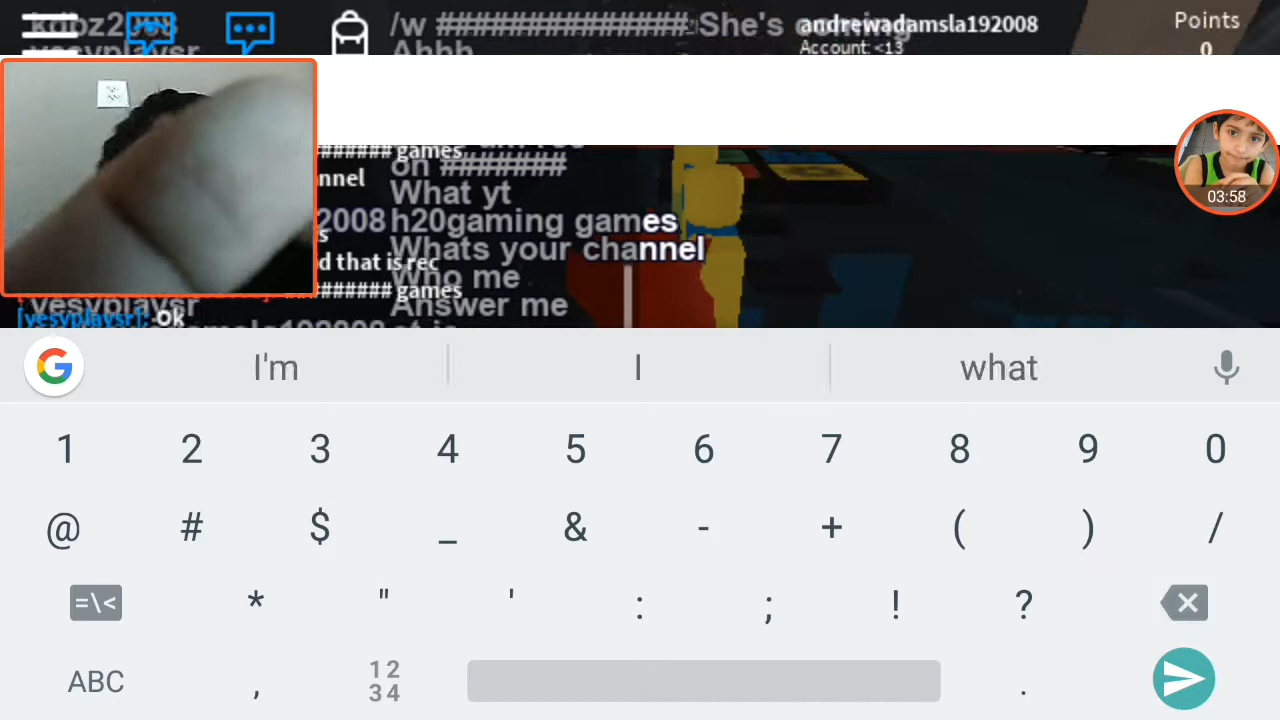 /w ############## She's coming
andrewadamsla192008
Account: <13
Points
0
Ahhh
####### games
on #######
nnel
What yt
2008 h20gaming games
Whats your channel
d that is rec
Who me
######### games
Answer me
[yesyplaysr]: Ok
03:58
I'm
I
what
1 2 3 4 5 6 7 8 9 0
@ # $ _ & - + ( ) /
=\< * " ' : ; ! ?
ABC , 12 34 .